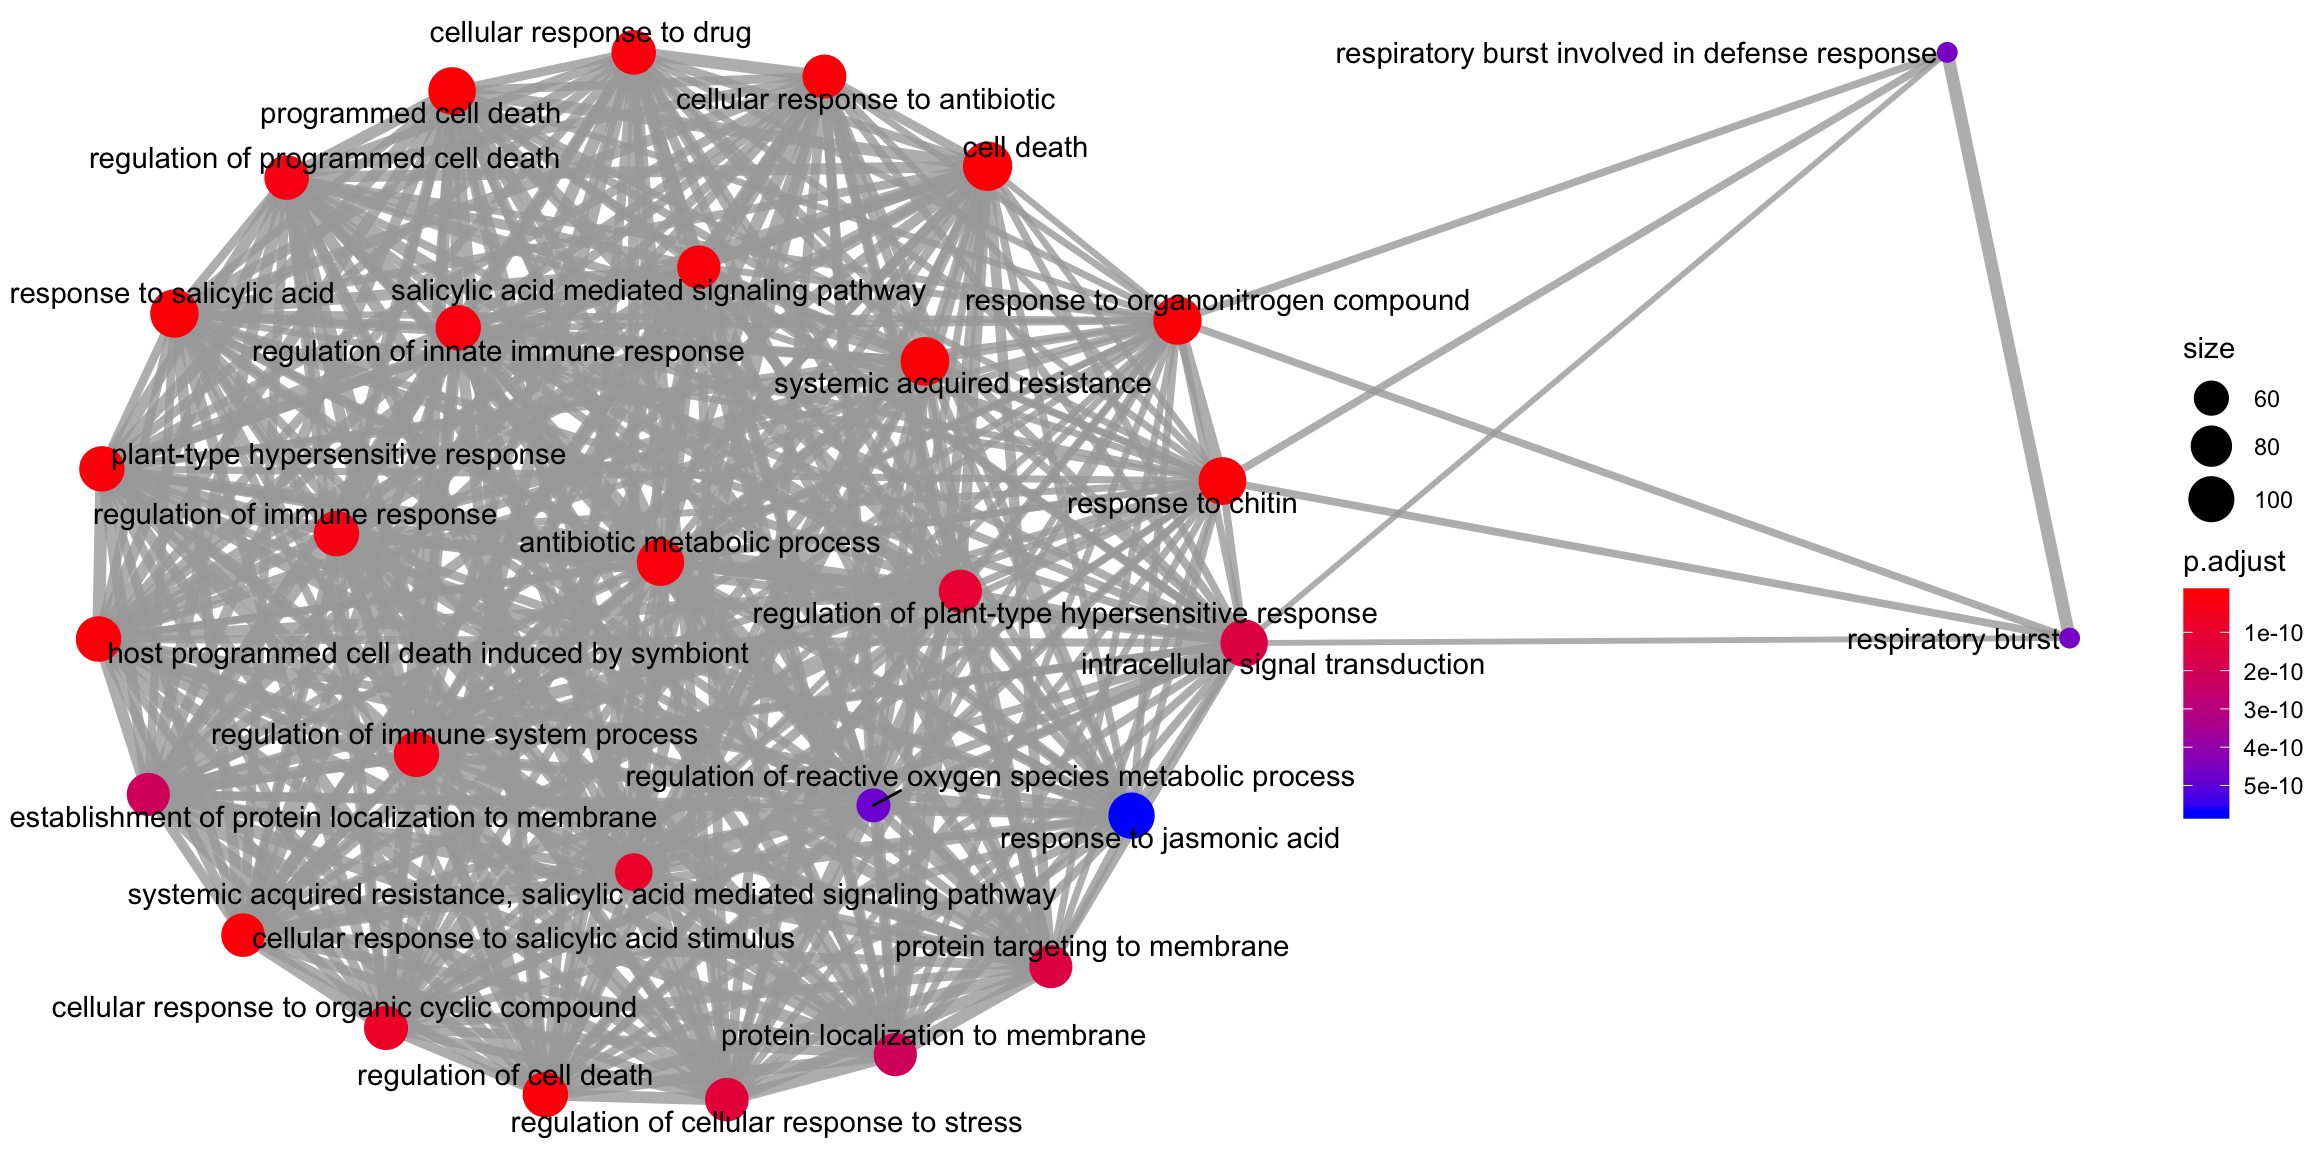 cellular response to drug
respiratory burst involved in defense response
cellular response to antibiotic
programmed cell death
cell death
regulation of programmed cell death
response to salicylic acid
salicylic acid mediated signaling pathway
response to organonitrogen compound
regulation of innate immune response
systemic acquired resistance
plant-type hypersensitive response
response to chitin
regulation of immune response
antibiotic metabolic process
regulation of plant-type hypersensitive response
respiratory burst
host programmed cell death induced by symbiont
intracellular signal transduction
regulation of immune system process
regulation of reactive oxygen species metabolic process
establishment of protein localization to membrane
response to jasmonic acid
systemic acquired resistance, salicylic acid mediated signaling pathway
cellular response to salicylic acid stimulus
protein targeting to membrane
cellular response to organic cyclic compound
protein localization to membrane
regulation of cell death
regulation of cellular response to stress
size
60
80
100
p.adjust
1e-10
2e-10
3e-10
4e-10
5e-10